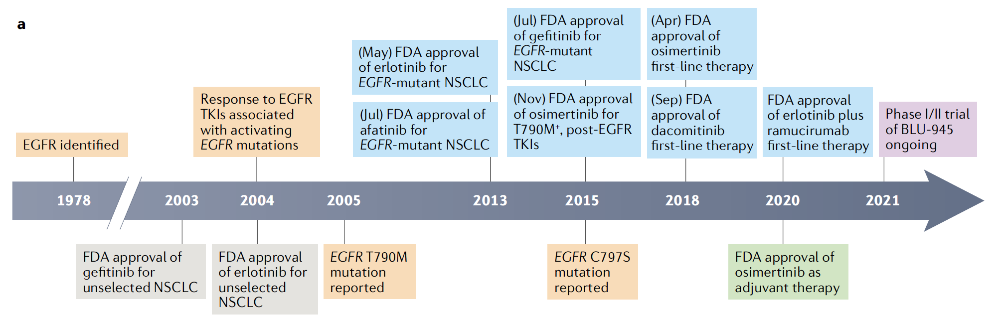 a
EGFR identified
Response to EGFR
TKIs associated
with activating
EGFR mutations
(May) FDA approval
of erlotinib for
EGFR-mutant NSCLC
(Jul) FDA approval of
afatinib for
EGFR-mutant NSCLC
(Jul) FDA approval
of gefitinib for
EGFR-mutant
NSCLC
(Nov) FDA approval
of osimertinib for
T790M⁺, post-EGFR
TKIs
(Apr) FDA
approval of
osimertinib
first-line therapy
(Sep) FDA
approval of
dacomitinib
first-line therapy
FDA approval
of erlotinib plus
ramucirumab
first-line therapy
Phase I/II trial
of BLU-945
ongoing
1978
2003
2004
2005
2013
2015
2018
2020
2021
FDA approval of
gefitinib for
unselected NSCLC
FDA approval
of erlotinib for
unselected
NSCLC
EGFR T790M
mutation
reported
EGFR C797S
mutation
reported
FDA approval of
osimertinib as
adjuvant therapy